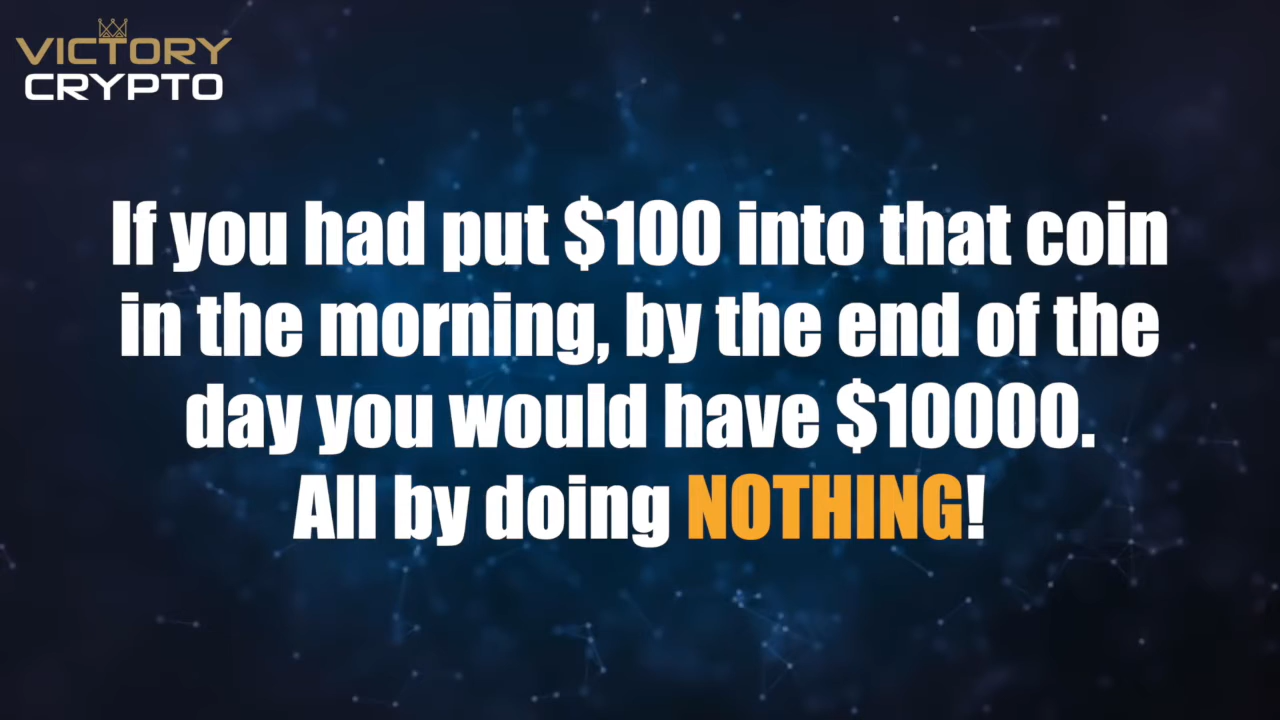 VICTORY
CRYPTO
If you had put $100 into that coin
in the morning, by the end of the
day you would have $10000.
All by doing NOTHING!